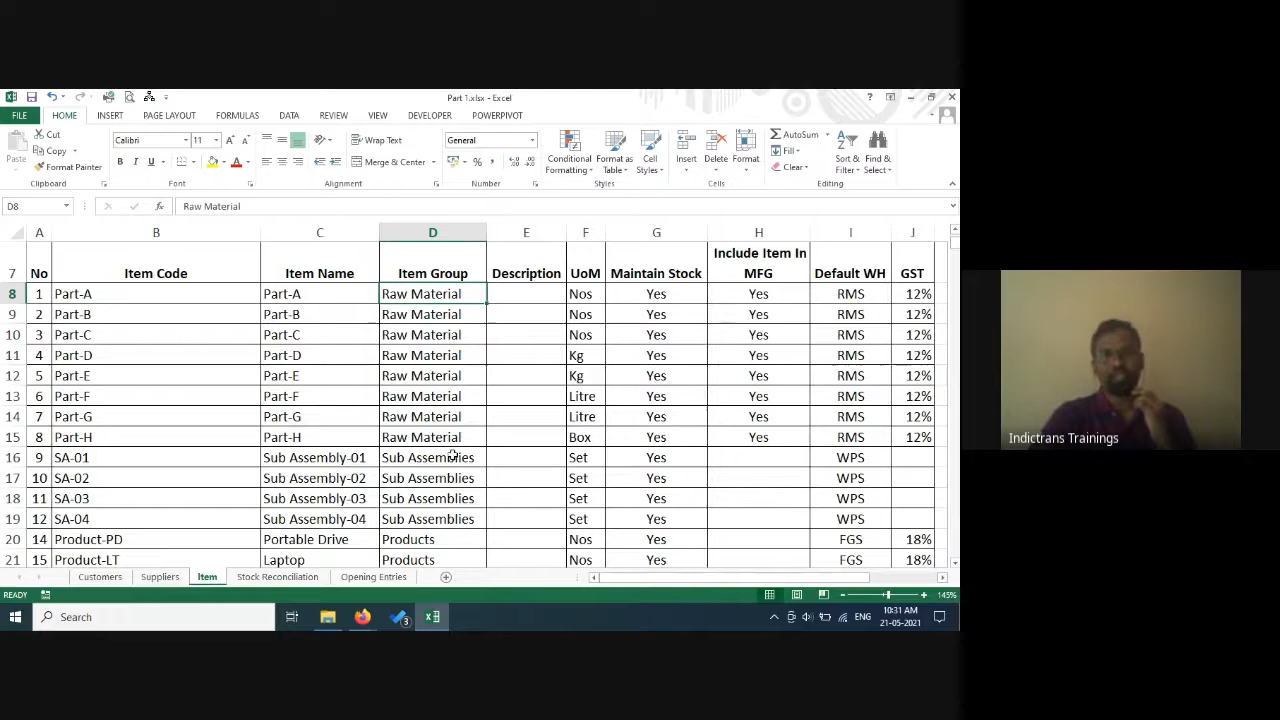 Part 1.xlsx - Excel
FILE HOME INSERT PAGE LAYOUT FORMULAS DATA REVIEW VIEW DEVELOPER POWERPIVOT
Cut
Copy
Format Painter
Paste
Clipboard
Calibri 11
B I U
Font
Wrap Text
Merge & Center
Alignment
General
%
Number
Conditional Formatting
Format as Table
Cell Styles
Styles
Insert Delete Format
Cells
AutoSum
Fill
Clear
Sort & Filter
Find & Select
Editing
D8 fx Raw Material
A B C D E F G H I J
7 No Item Code Item Name Item Group Description UoM Maintain Stock Include Item In MFG Default WH GST
8 1 Part-A Part-A Raw Material Nos Yes Yes RMS 12%
9 2 Part-B Part-B Raw Material Nos Yes Yes RMS 12%
10 3 Part-C Part-C Raw Material Nos Yes Yes RMS 12%
11 4 Part-D Part-D Raw Material Kg Yes Yes RMS 12%
12 5 Part-E Part-E Raw Material Kg Yes Yes RMS 12%
13 6 Part-F Part-F Raw Material Litre Yes Yes RMS 12%
14 7 Part-G Part-G Raw Material Litre Yes Yes RMS 12%
15 8 Part-H Part-H Raw Material Box Yes Yes RMS 12%
16 9 SA-01 Sub Assembly-01 Sub Assemblies Set Yes WPS
17 10 SA-02 Sub Assembly-02 Sub Assemblies Set Yes WPS
18 11 SA-03 Sub Assembly-03 Sub Assemblies Set Yes WPS
19 12 SA-04 Sub Assembly-04 Sub Assemblies Set Yes WPS
20 14 Product-PD Portable Drive Products Nos Yes FGS 18%
21 15 Product-LT Laptop Products Nos Yes FGS 18%
Customers Suppliers Item Stock Reconciliation Opening Entries
READY 145%
Search 3 ENG 10:31 AM
21-05-2021
Indictrans Trainings